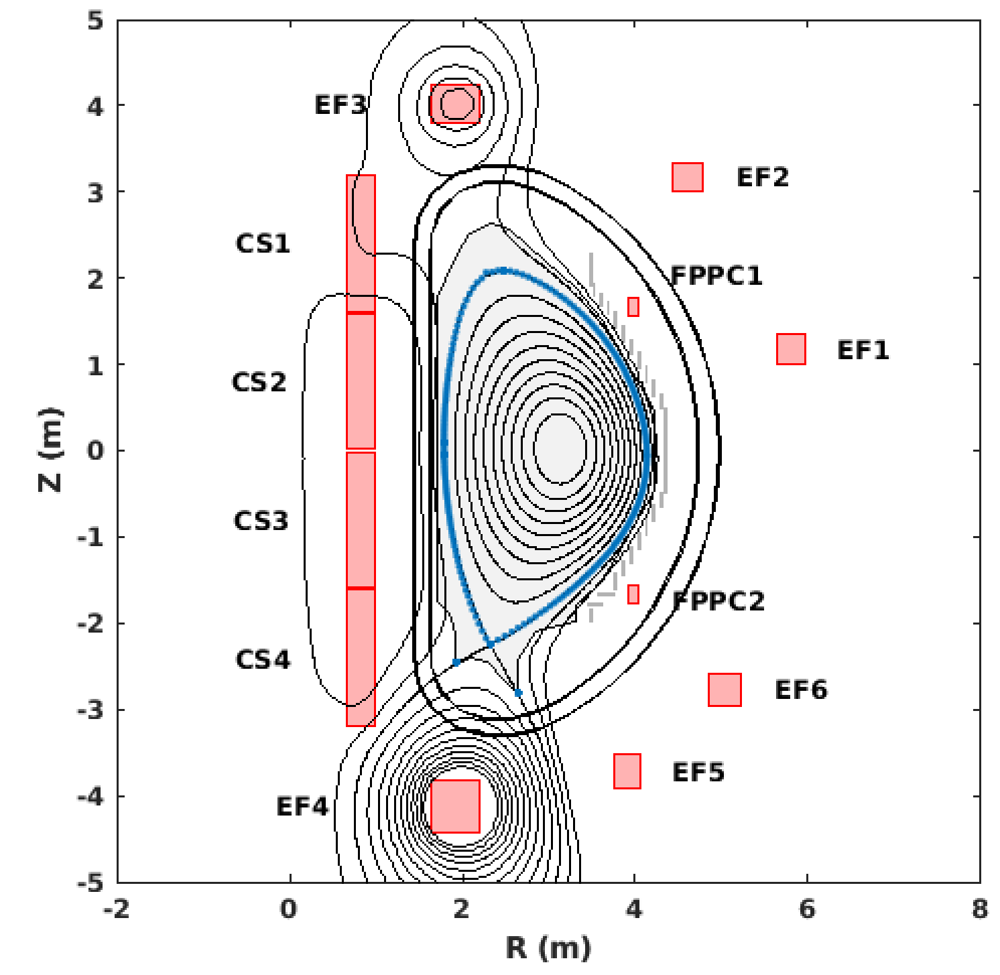 5
EF3
4
EF2
3
CS1
FPPC1
2
EF1
1
CS2
Z (m)
0
CS3
-1
FPPC2
-2
CS4
EF6
-3
EF5
EF4
-4
-5
-2 0 2 4 6 8
R (m)